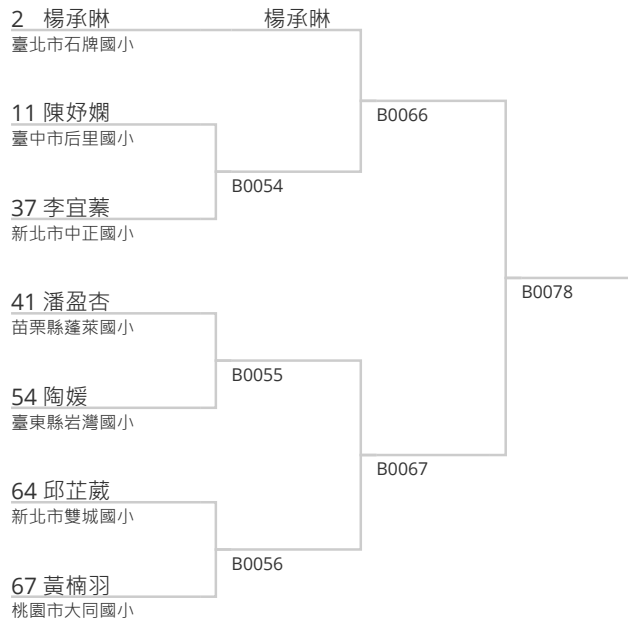 2 楊承啉
臺北市石牌國小
楊承啉
11 陳妤嫻
臺中市后里國小
B0054
37 李宜蓁
新北市中正國小
B0066
41 潘盈杏
苗栗縣蓬萊國小
B0055
54 陶媛
臺東縣岩灣國小
64 邱芷葳
新北市雙城國小
B0056
67 黃楠羽
桃園市大同國小
B0067
B0078